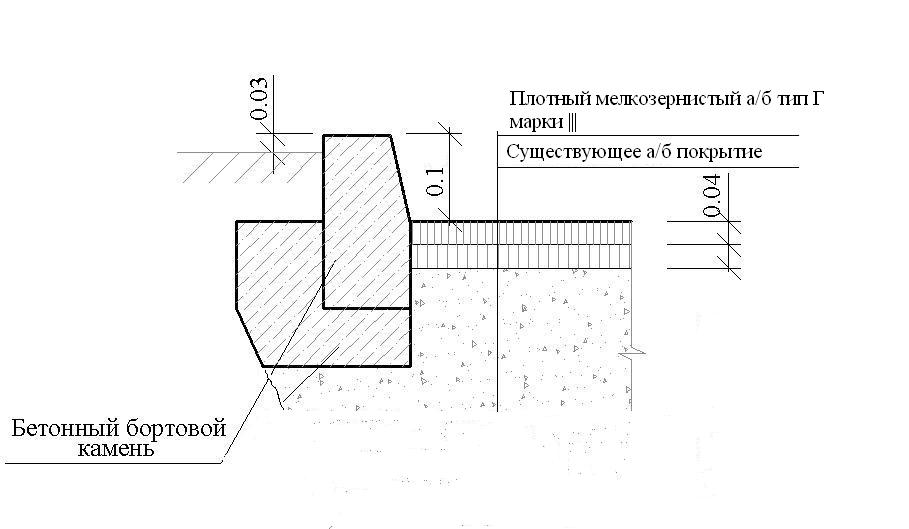 0.03
Плотный мелкозернистый а/б тип Г
марки |||
Существующее а/б покрытие
0.1
0.04
Бетонный бортовой
камень